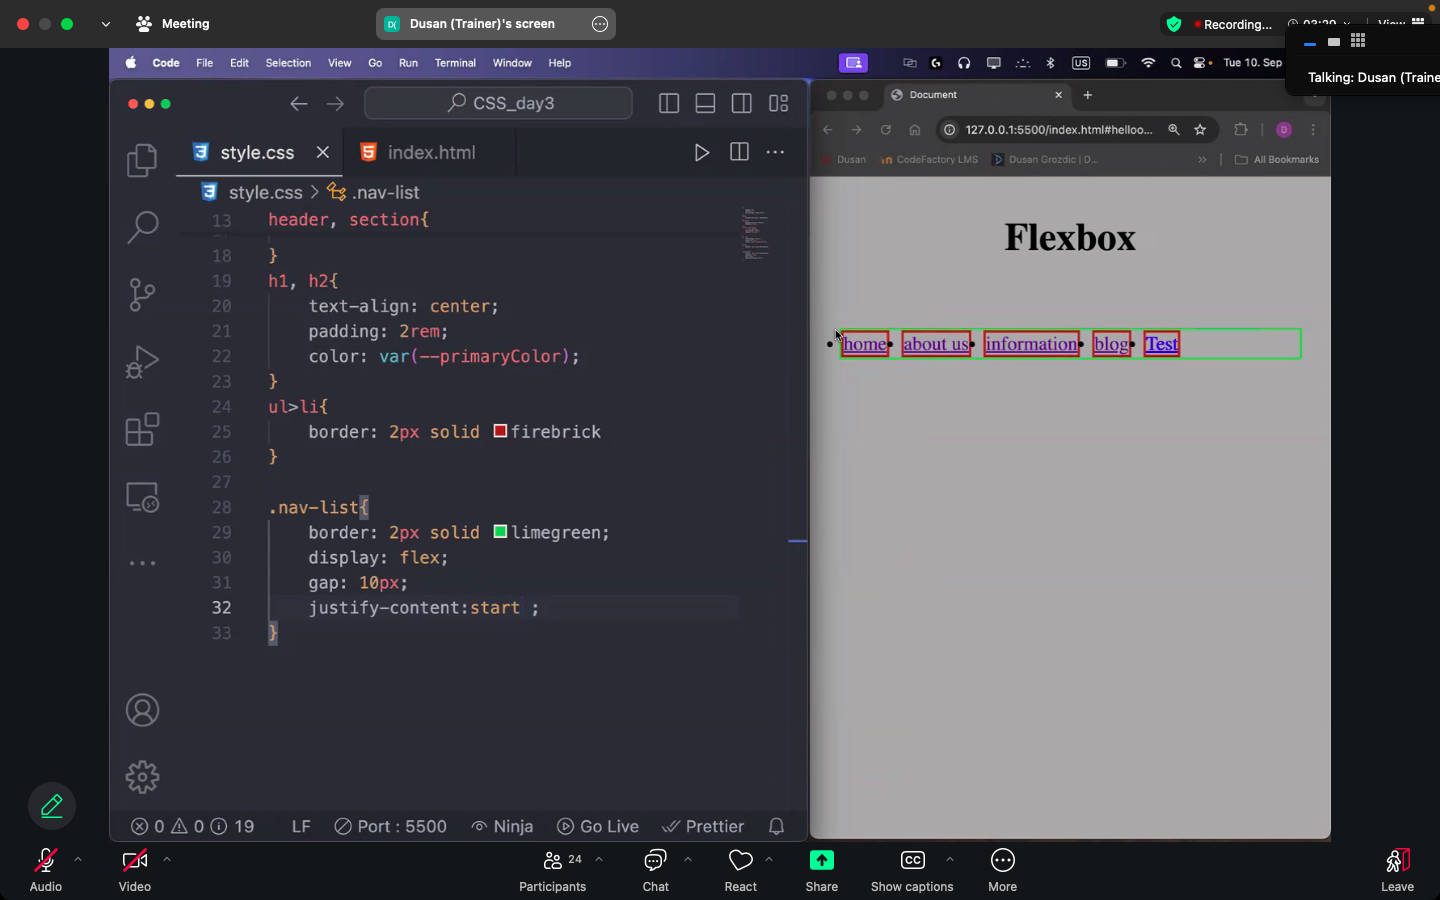 Meeting
D( Dusan (Trainer)'s screen
Recording...
Talking: Dusan (Traine
Code File Edit Selection View Go Run Terminal Window Help
US
Tue 10. Sep
CSS_day3
style.css
index.html
style.css > .nav-list
13 header, section{
18 }
19 h1, h2{
20 text-align: center;
21 padding: 2rem;
22 color: var(--primaryColor);
23 }
24 ul>li{
25 border: 2px solid firebrick
26 }
27
28 .nav-list{
29 border: 2px solid limegreen;
30 display: flex;
31 gap: 10px;
32 justify-content:start ;
33 }
0 0 19 LF Port : 5500 Ninja Go Live Prettier
Document
127.0.0.1:5500/index.html#helloo...
D
Dusan CodeFactory LMS Dusan Grozdic | D... >> All Bookmarks
Flexbox
• home • about us • information • blog • Test
24
CC
Audio Video Participants Chat React Share Show captions More Leave